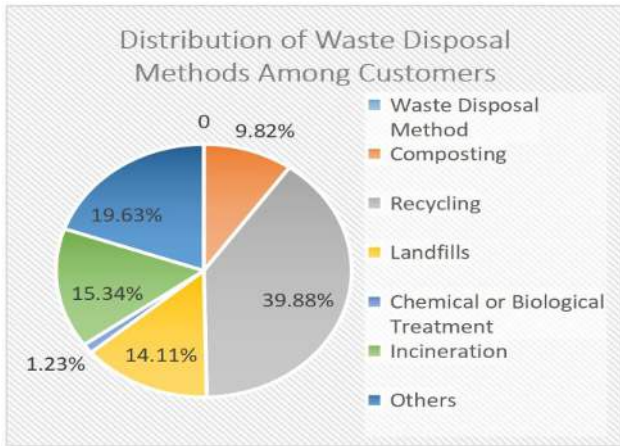 Distribution of Waste Disposal
Methods Among Customers
0
9.82%
39.88%
14.11%
1.23%
15.34%
19.63%
Waste Disposal
Method
Composting
Recycling
Landfills
Chemical or Biological
Treatment
Incineration
Others